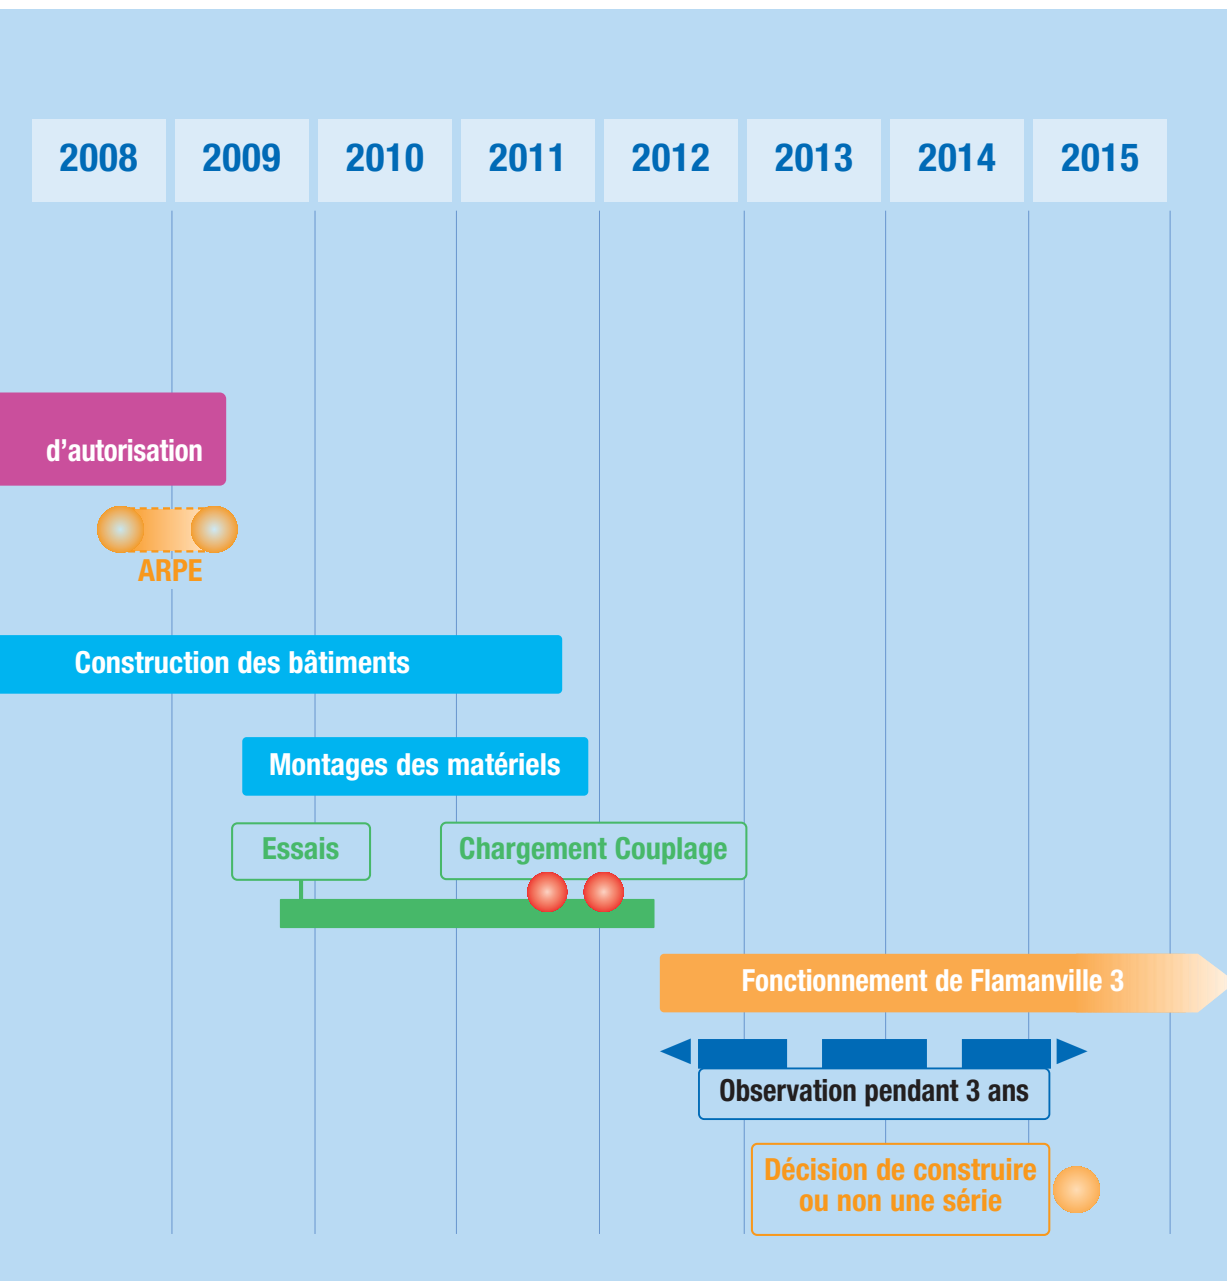 2008 2009 2010 2011 2012 2013 2014 2015
d’autorisation
ARPE
Construction des bâtiments
Montages des matériels
Essais
Chargement Couplage
Fonctionnement de Flamanville 3
Observation pendant 3 ans
Décision de construire
ou non une série